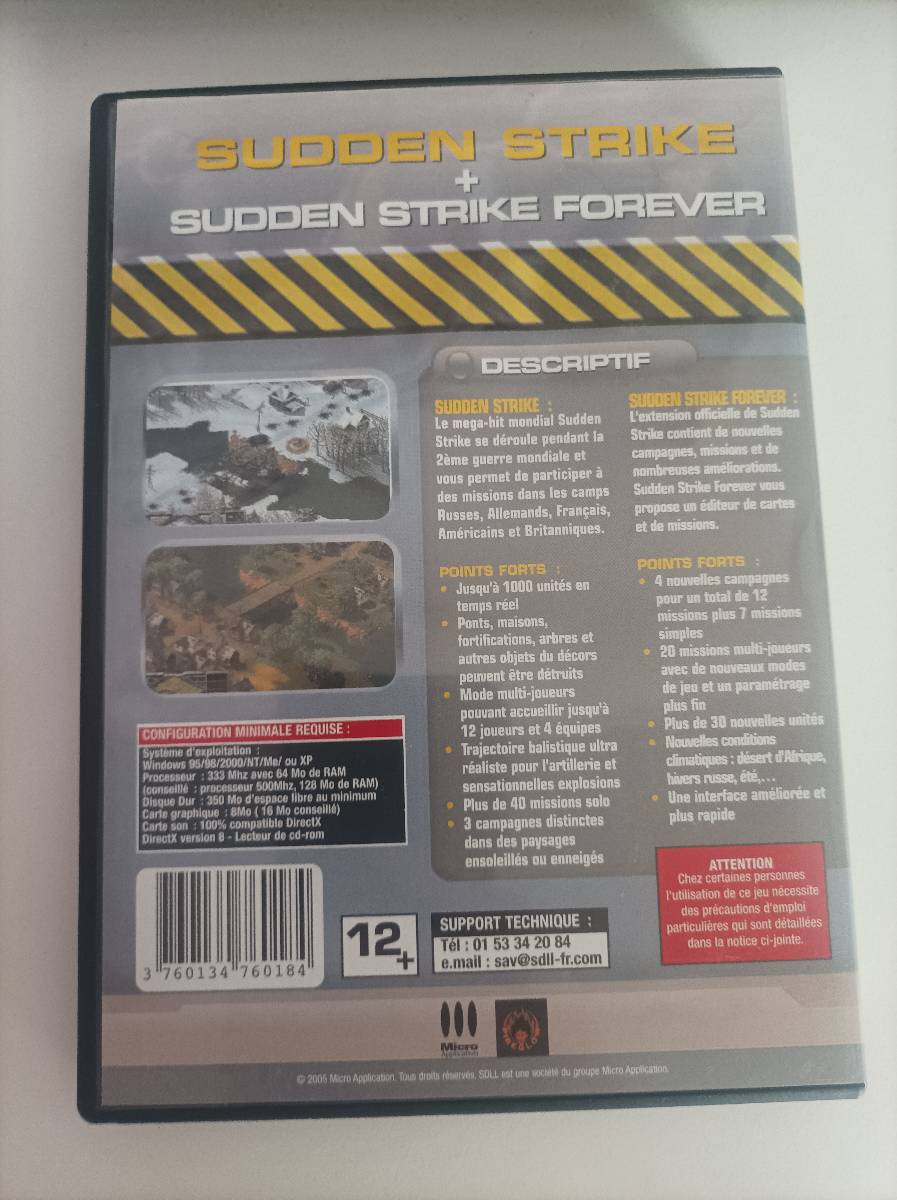 SUDDEN STRIKE
+
SUDDEN STRIKE FOREVER
DESCRIPTIF
SUDDEN STRIKE :
Le mega-hit mondial Sudden
Strike se déroule pendant la
2ème guerre mondiale et
vous permet de participer à
des missions dans les camps
Russes, Allemands, Français,
Américains et Britanniques.
POINTS FORTS :
• Jusqu'à 1000 unités en
temps réel
• Ponts, maisons,
fortifications, arbres et
autres objets du décors
peuvent être détruits
• Mode multi-joueurs
pouvant accueillir jusqu'à
12 joueurs et 4 équipes
• Trajectoire balistique ultra
réaliste pour l'artillerie et
sensationnelles explosions
• Plus de 40 missions solo
• 3 campagnes distinctes
dans des paysages
ensoleillés ou enneigés
SUDDEN STRIKE FOREVER :
L'extension officielle de Sudden
Strike contient de nouvelles
campagnes, missions et de
nombreuses améliorations.
Sudden Strike Forever vous
propose un éditeur de cartes
et de missions.
POINTS FORTS :
• 4 nouvelles campagnes
pour un total de 12
missions plus 7 missions
simples
• 20 missions multi-joueurs
avec de nouveaux modes
de jeu et un paramétrage
plus fin
• Plus de 30 nouvelles unités
• Nouvelles conditions
climatiques : désert d'Afrique,
hivers russe, été,...
• Une interface améliorée et
plus rapide
CONFIGURATION MINIMALE REQUISE :
Système d'exploitation :
Windows 95/98/2000/NT/Me/ ou XP
Processeur : 333 Mhz avec 64 Mo de RAM
(conseillé : processeur 500Mhz, 128 Mo de RAM)
Disque Dur : 350 Mo d'espace libre au minimum
Carte graphique : 8Mo ( 16 Mo conseillé)
Carte son : 100% compatible DirectX
DirectX version 8 - Lecteur de cd-rom
ATTENTION
Chez certaines personnes
l'utilisation de ce jeu nécessite
des précautions d'emploi
particulières qui sont détaillées
dans la notice ci-jointe.
3 760134 760184
12+
SUPPORT TECHNIQUE :
Tél : 01 53 34 20 84
e.mail : sav@sdll-fr.com
Micro
Application
FIREGLOW
© 2005 Micro Application. Tous droits réservés. SDLL est une société du groupe Micro Application.